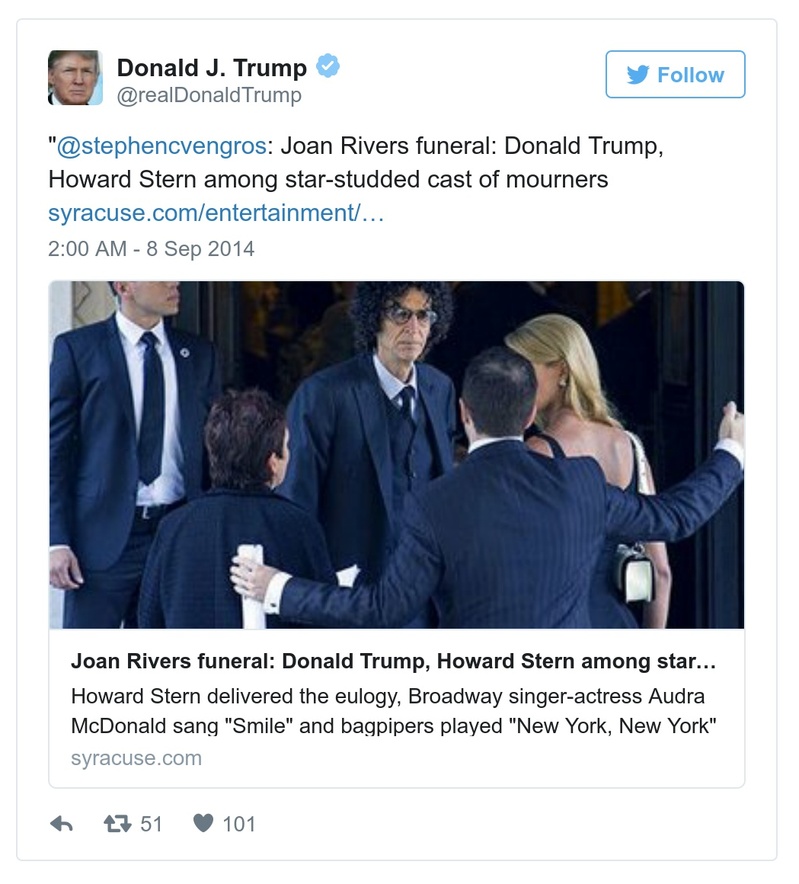 Donald J. Trump
@realDonaldTrump
Follow
"@stephencvengros: Joan Rivers funeral: Donald Trump,
Howard Stern among star-studded cast of mourners
syracuse.com/entertainment/…
2:00 AM - 8 Sep 2014
Joan Rivers funeral: Donald Trump, Howard Stern among star…
Howard Stern delivered the eulogy, Broadway singer-actress Audra
McDonald sang "Smile" and bagpipers played "New York, New York"
syracuse.com
51
101